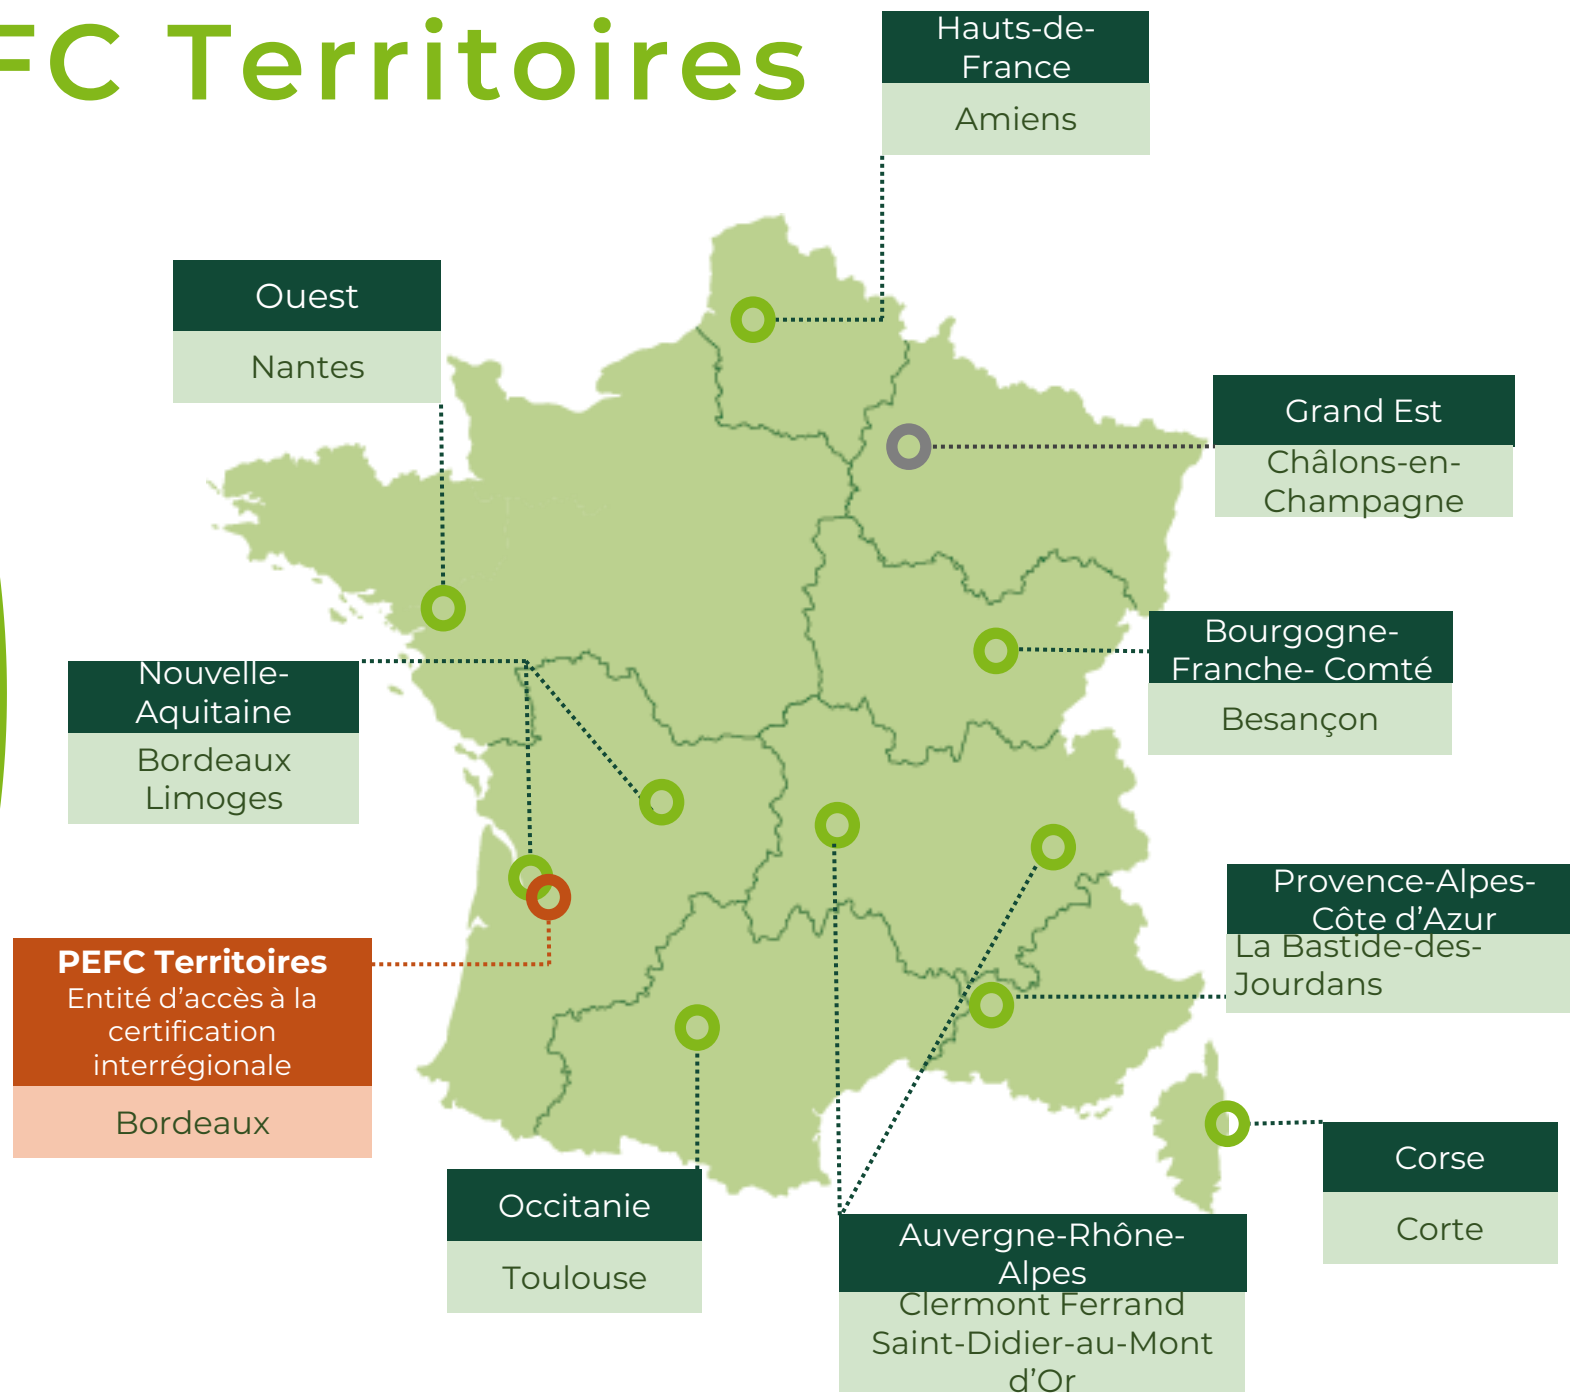 FC Territoires
Hauts-de-
France
Amiens
Ouest
Nantes
Grand Est
Châlons-en-
Champagne
Bourgogne-
Franche- Comté
Besançon
Nouvelle-
Aquitaine
Bordeaux
Limoges
Provence-Alpes-
Côte d’Azur
La Bastide-des-
Jourdans
PEFC Territoires
Entité d’accès à la
certification
interrégionale
Bordeaux
Corse
Corte
Occitanie
Toulouse
Auvergne-Rhône-
Alpes
Clermont Ferrand
Saint-Didier-au-Mont
d’Or